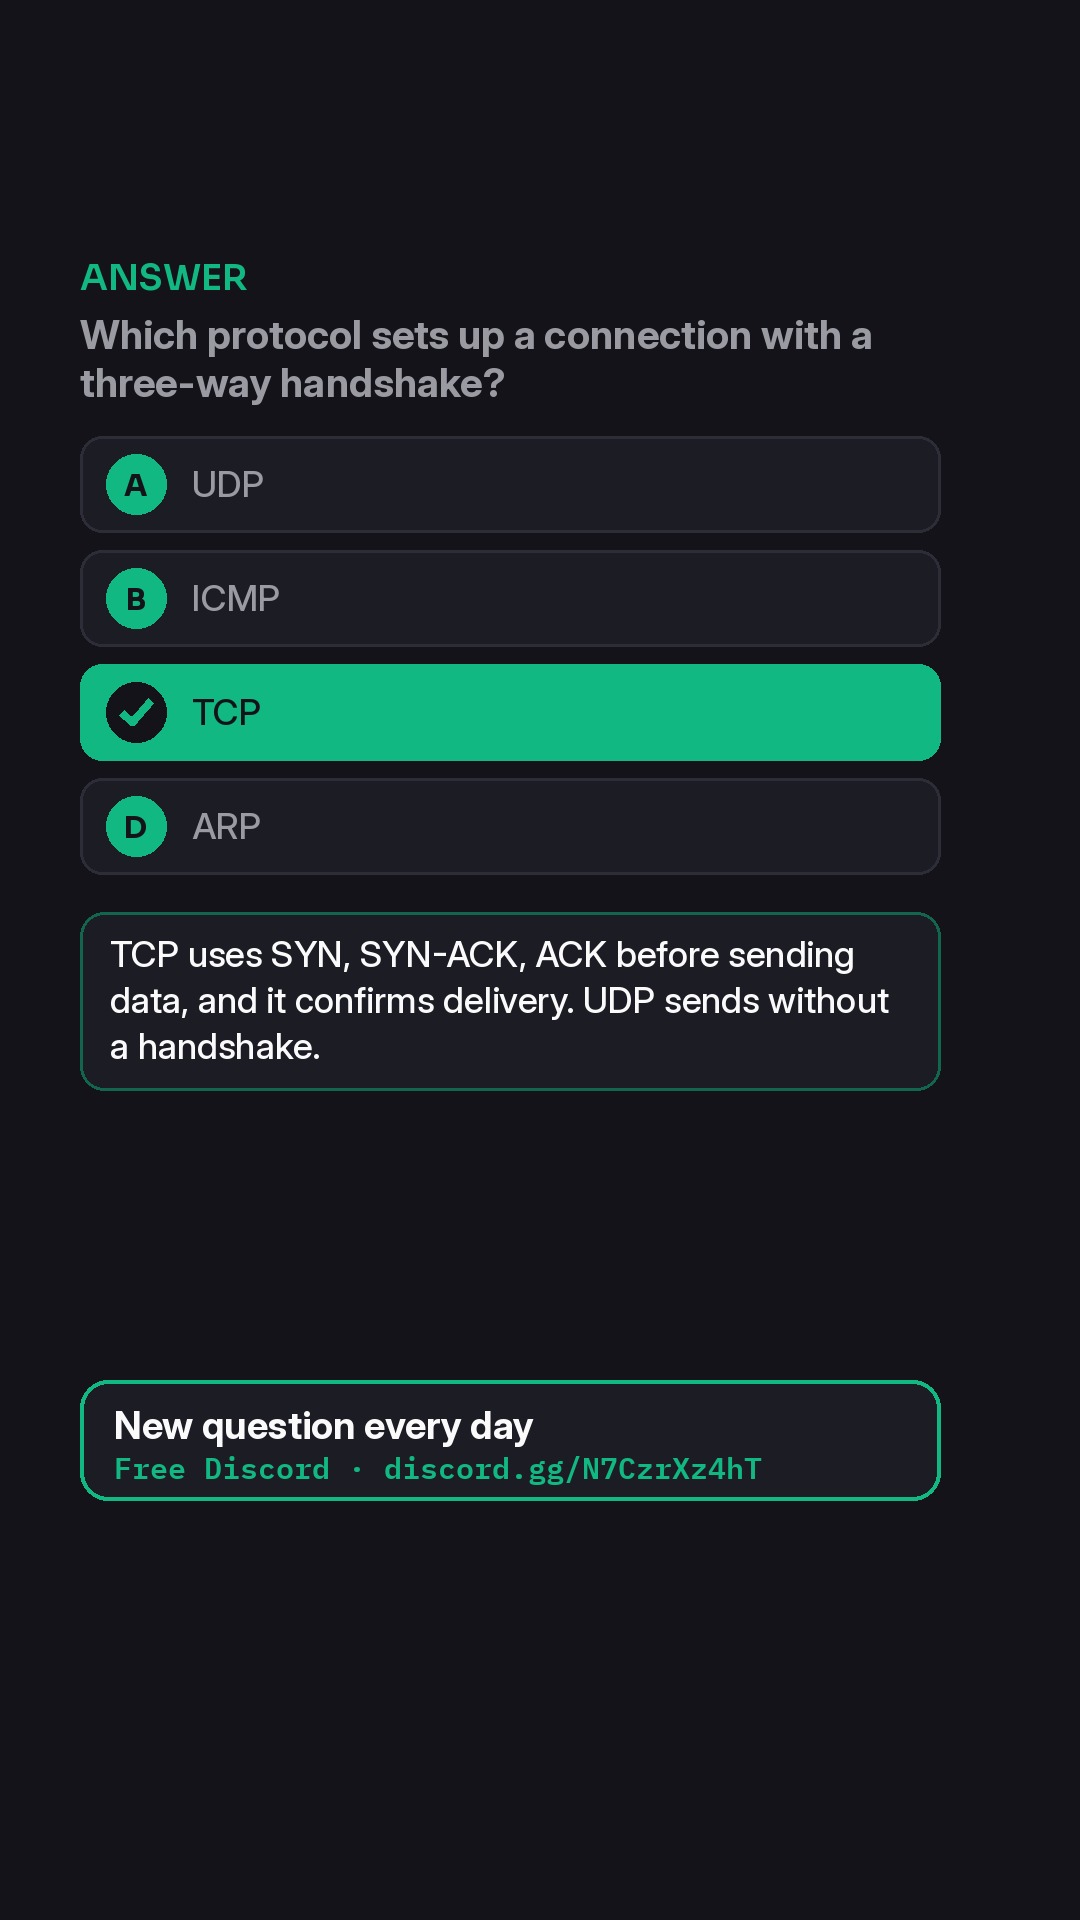 ANSWER
Which protocol sets up a connection with a
three-way handshake?
A UDP
B ICMP
TCP
D ARP
TCP uses SYN, SYN-ACK, ACK before sending
data, and it confirms delivery. UDP sends without
a handshake.
New question every day
Free Discord · discord.gg/N7CzrXz4hT